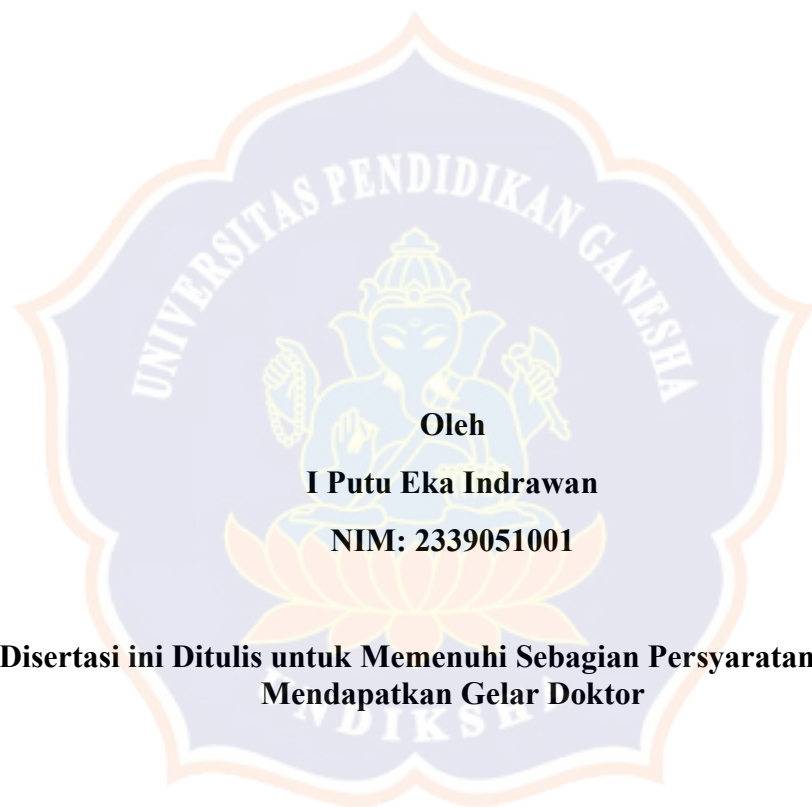 UNIVERSITAS PENDIDIKAN GANESHA
Oleh
I Putu Eka Indrawan
NIM: 2339051001
Disertasi ini Ditulis untuk Memenuhi Sebagian Persyaratan
Mendapatkan Gelar Doktor
UNDIKSHA